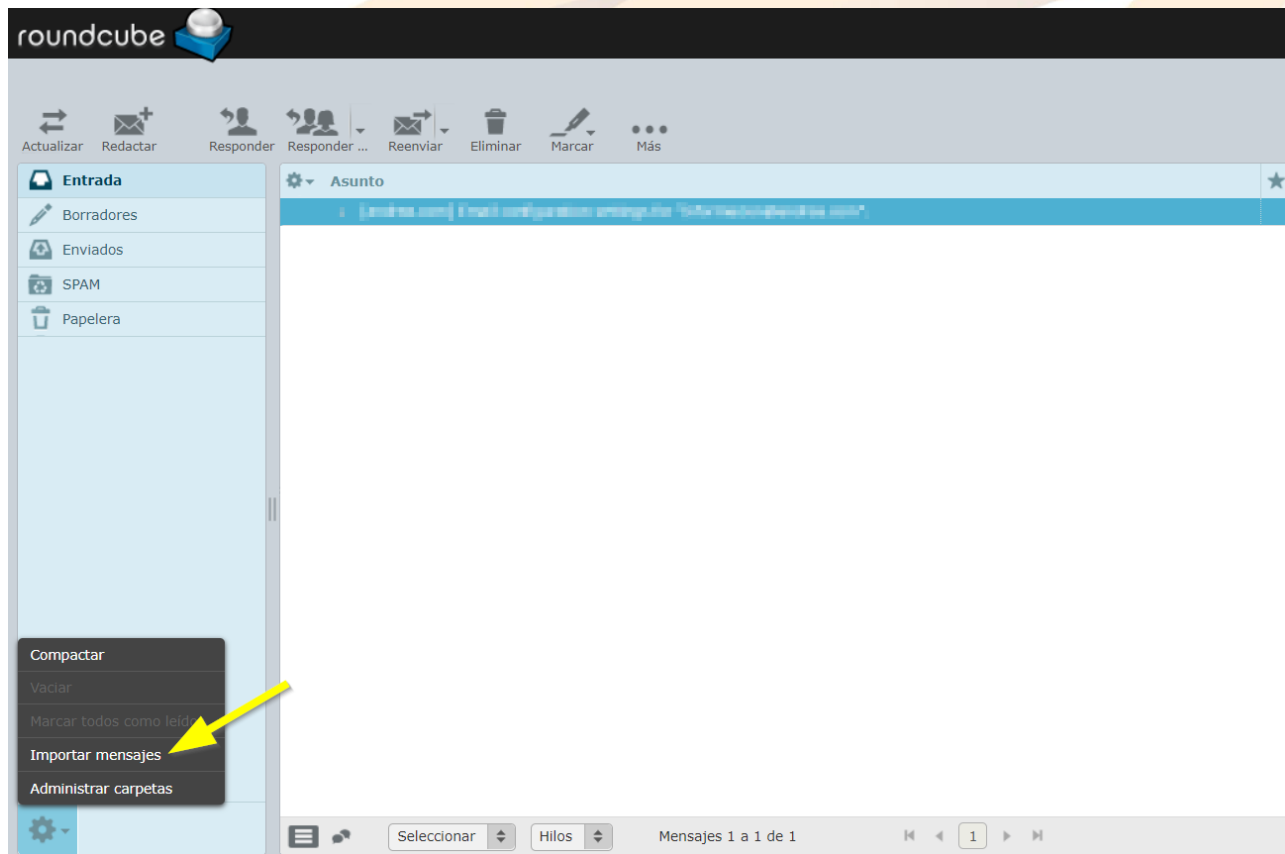 roundcube
Actualizar Redactar Responder Responder ... Reenviar Eliminar Marcar Más
Entrada
Borradores
Enviados
SPAM
Papelera
Asunto
Compactar
Vaciar
Marcar todos como
Importar mensajes
Administrar carpetas
Seleccionar Hilos Mensajes 1 a 1 de 1 1